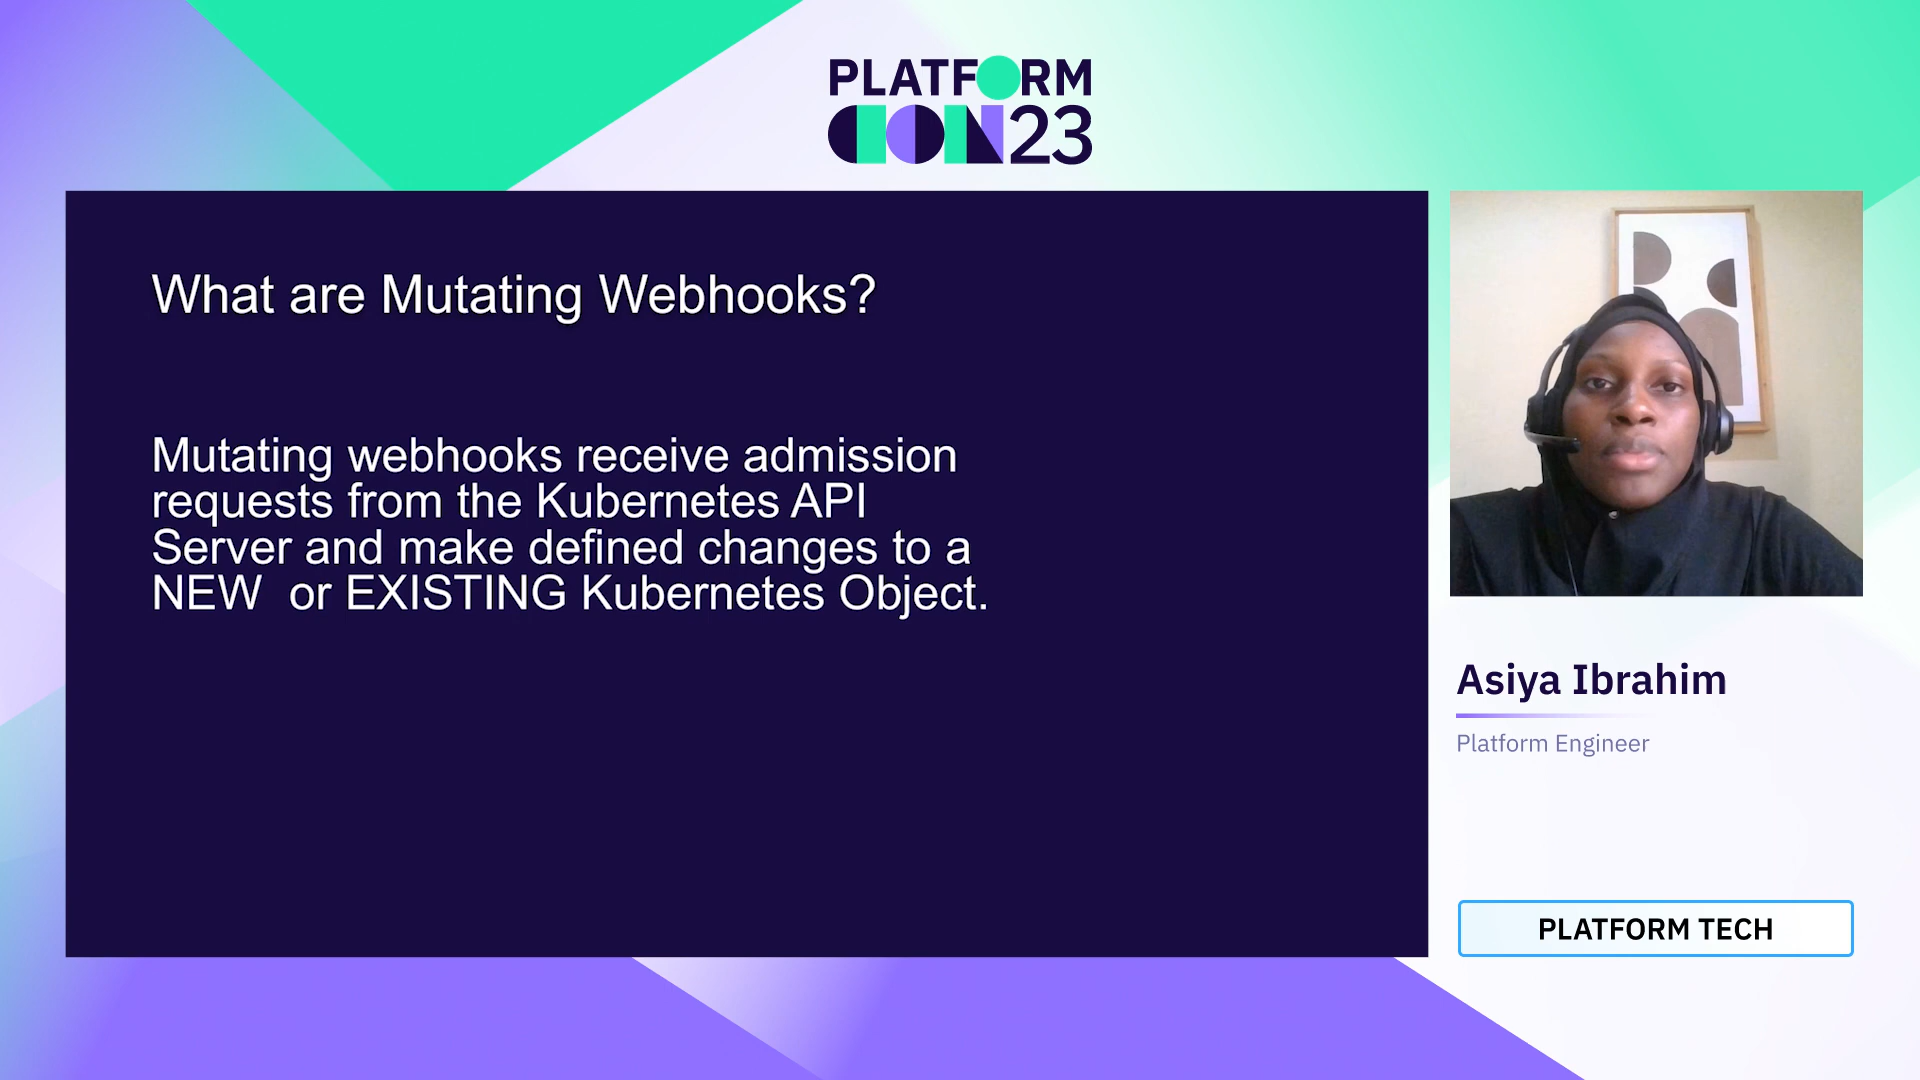 PLATFORM
CON23
What are Mutating Webhooks?
Mutating webhooks receive admission
requests from the Kubernetes API
Server and make defined changes to a
NEW  or EXISTING Kubernetes Object.
Asiya Ibrahim
Platform Engineer
PLATFORM TECH